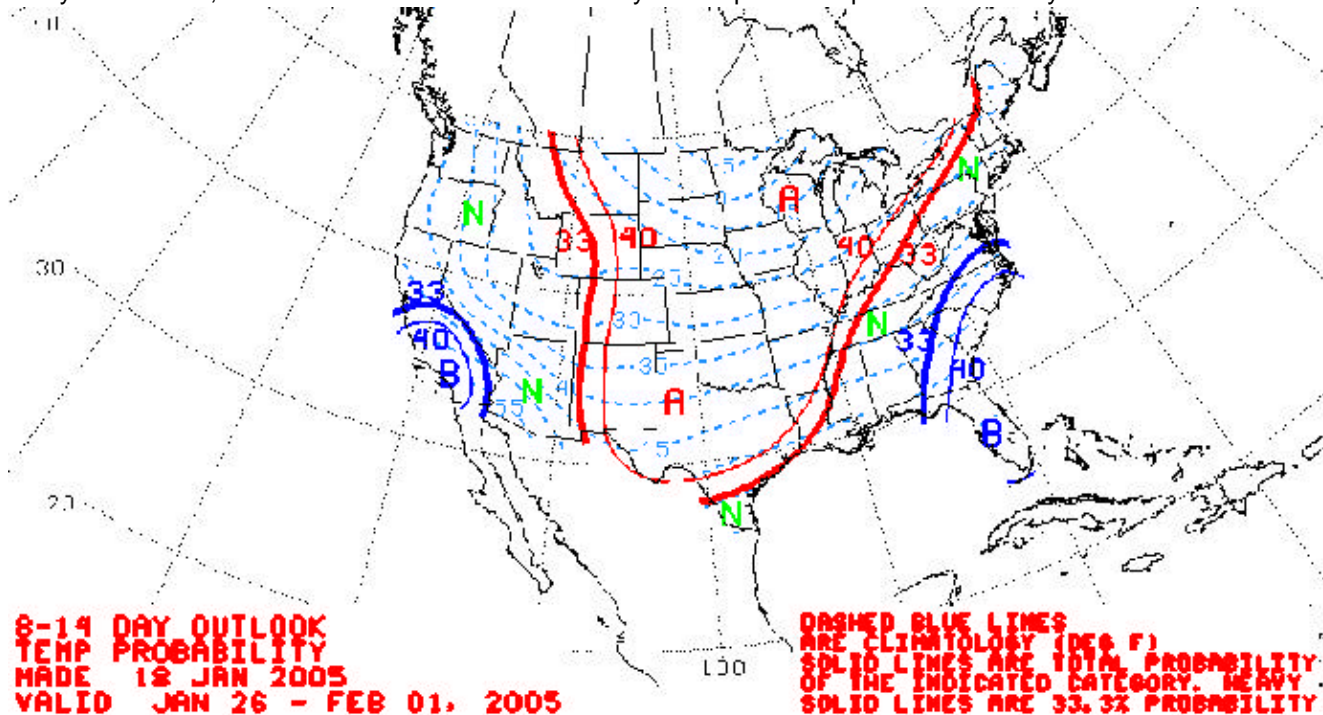 N
A
N
33
40
40
33
30
33
33
N
30
40
40
B
N
A
B
20
N
8-14 DAY OUTLOOK
TEMP PROBABILITY
MADE 18 JAN 2005
VALID JAN 26 - FEB 01, 2005
100
DASHED BLUE LINES
ARE CLIMATOLOGY (DEG F)
SOLID LINES ARE TOTAL PROBABILITY
OF THE INDICATED CATEGORY. HEAVY
SOLID LINES ARE 33.3% PROBABILITY